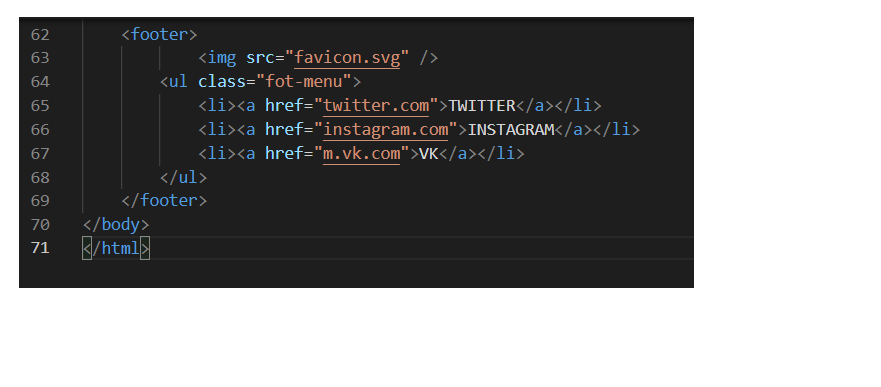 62 <footer>
63 <img src="favicon.svg" />
64 <ul class="fot-menu">
65 <li><a href="twitter.com">TWITTER</a></li>
66 <li><a href="instagram.com">INSTAGRAM</a></li>
67 <li><a href="m.vk.com">VK</a></li>
68 </ul>
69 </footer>
70 </body>
71 </html>